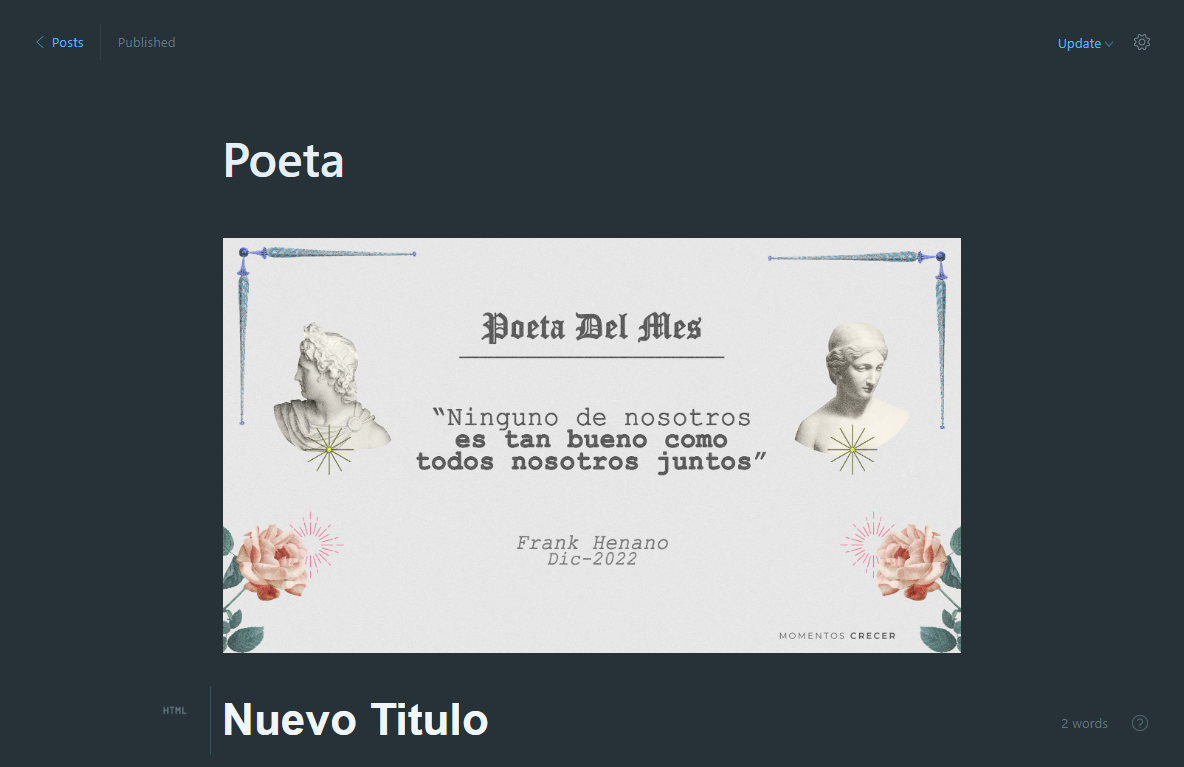 Posts
Published
Update
Poeta
Poeta Del Mes
“Ninguno de nosotros
es tan bueno como
todos nosotros juntos”
Frank Henano
Dic-2022
MOMENTOS CRECER
HTML
Nuevo Titulo
2 words
?